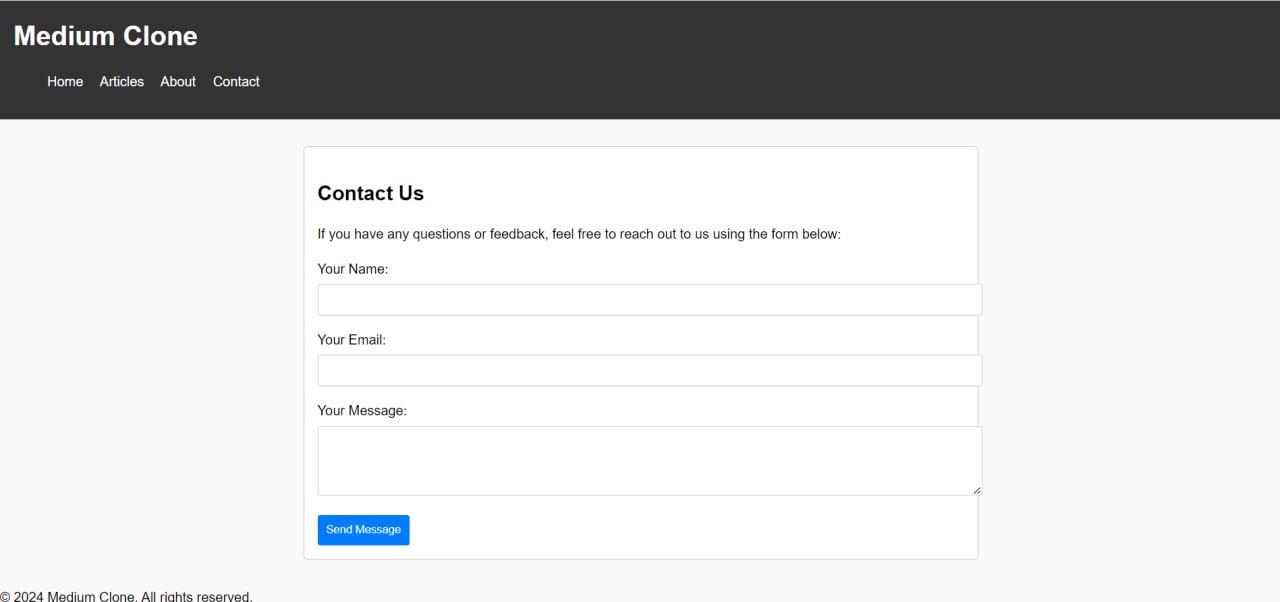 Medium Clone
Home Articles About Contact
Contact Us
If you have any questions or feedback, feel free to reach out to us using the form below:
Your Name:
Your Email:
Your Message:
Send Message
© 2024 Medium Clone. All rights reserved.